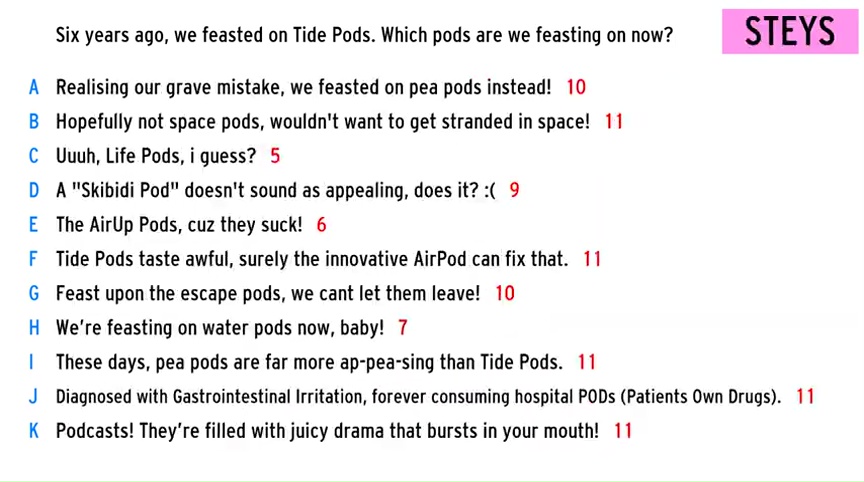 Six years ago, we feasted on Tide Pods. Which pods are we feasting on now?
STEYS
A Realising our grave mistake, we feasted on pea pods instead! 10
B Hopefully not space pods, wouldn't want to get stranded in space! 11
C Uuuh, Life Pods, i guess? 5
D A "Skibidi Pod" doesn't sound as appealing, does it? :( 9
E The AirUp Pods, cuz they suck! 6
F Tide Pods taste awful, surely the innovative AirPod can fix that. 11
G Feast upon the escape pods, we cant let them leave! 10
H We're feasting on water pods now, baby! 7
I These days, pea pods are far more ap-pea-sing than Tide Pods. 11
J Diagnosed with Gastrointestinal Irritation, forever consuming hospital PODs (Patients Own Drugs). 11
K Podcasts! They're filled with juicy drama that bursts in your mouth! 11